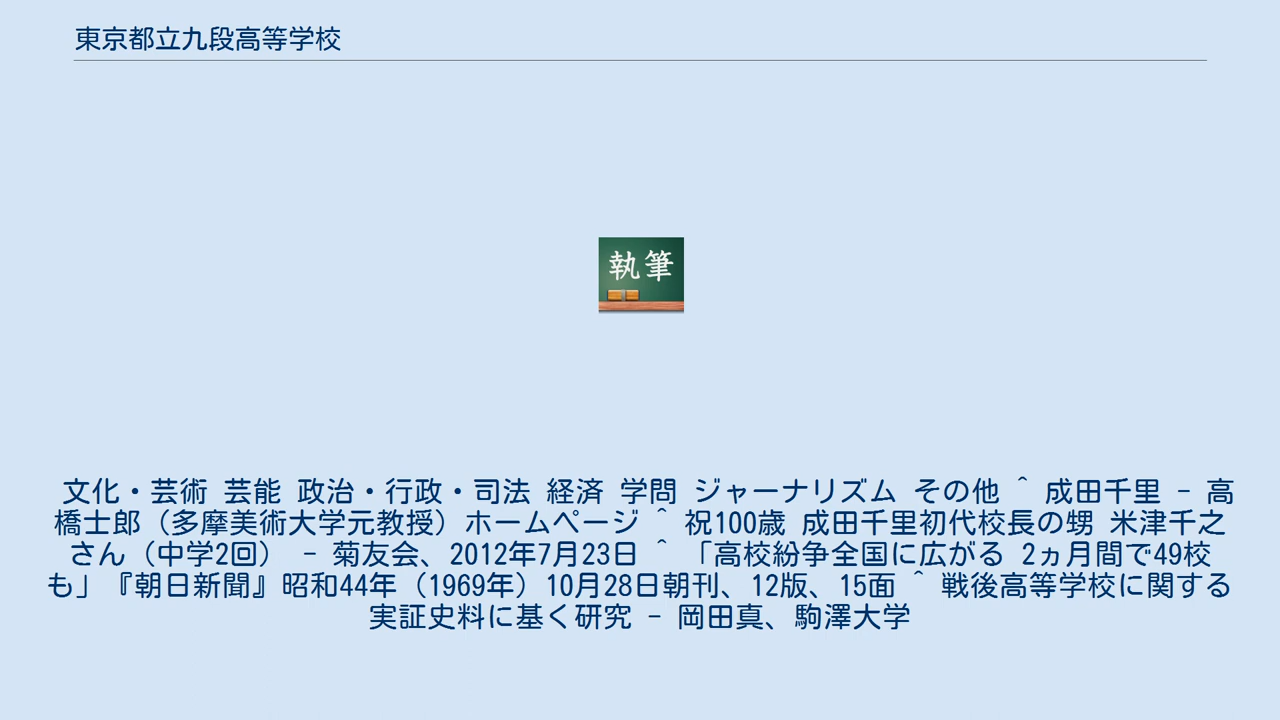 東京都立九段高等学校
執筆
文化・芸術 芸能 政治・行政・司法 経済 学問 ジャーナリズム その他 ^ 成田千里 - 高
橋士郎（多摩美術大学元教授）ホームページ ^ 祝100歳 成田千里初代校長の甥 米津千之
さん（中学2回） - 菊友会、2012年7月23日 ^ 「高校紛争全国に広がる 2ヵ月間で49校
も」『朝日新聞』昭和44年（1969年）10月28日朝刊、12版、15面 ^ 戦後高等学校に関する
実証史料に基く研究 - 岡田真、駒澤大学